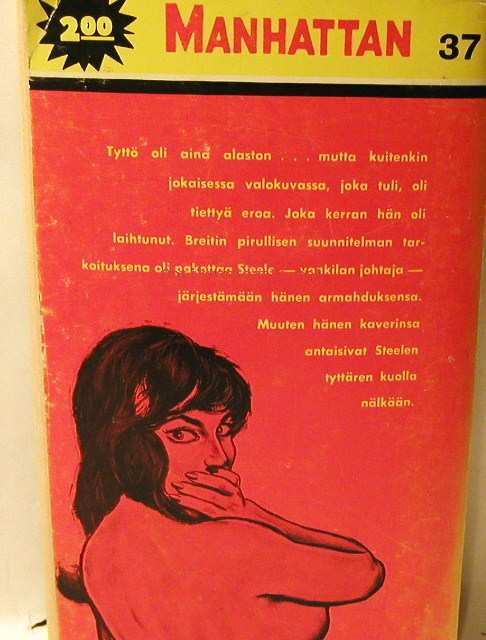 2.00
MANHATTAN 37
Tyttö oli aina alaston . . . mutta kuitenkin
jokaisessa valokuvassa, joka tuli, oli
tiettyä eroa. Joka kerran hän oli
laihtunut. Breitin pirullisen suunnitelman tar-
koituksena oli pakottaa Steele — vankilan johtaja —
järjestämään hänen armahduksensa.
Muuten hänen kaverinsa
antaisivat Steelen
tyttären kuolla
nälkään.